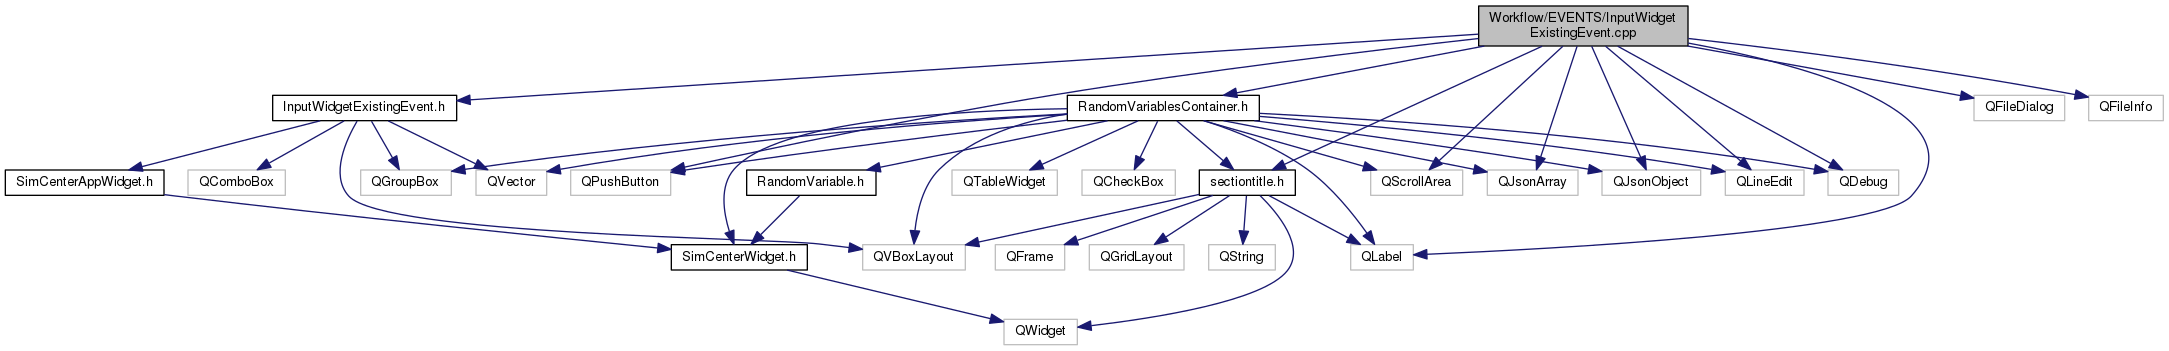 Workflow/EVENTS/InputWidget
ExistingEvent.cpp
InputWidgetExistingEvent.h
RandomVariablesContainer.h
QFileDialog
QFileInfo
SimCenterAppWidget.h
QComboBox
QGroupBox
QVector
QPushButton
RandomVariable.h
QTableWidget
QCheckBox
sectiontitle.h
QScrollArea
QJsonArray
QJsonObject
QLineEdit
QDebug
SimCenterWidget.h
QVBoxLayout
QFrame
QGridLayout
QString
QLabel
QWidget